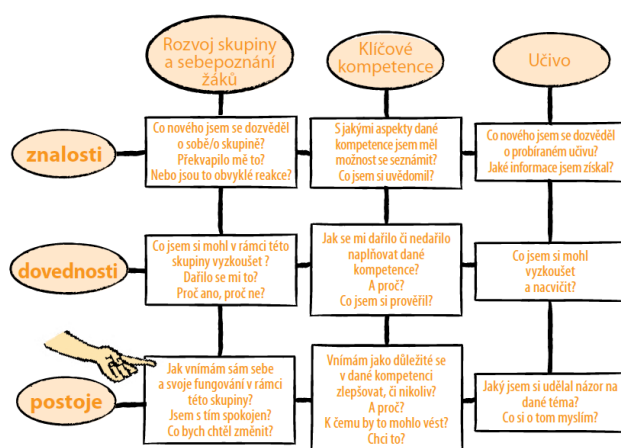 Rozvoj skupiny
a sebepoznání
žáků
Klíčové
kompetence
Učivo
znalosti
Co nového jsem se dozvěděl
o sobě/o skupině?
Překvapilo mě to?
Nebo jsou to obvyklé reakce?
S jakými aspekty dané
kompetence jsem měl
možnost se seznámit?
Co jsem si uvědomil?
Co nového jsem se dozvěděl
o probíraném učivu?
Jaké informace jsem získal?
dovednosti
Co jsem si mohl v rámci této
skupiny vyzkoušet ?
Dařilo se mi to?
Proč ano, proč ne?
Jak se mi dařilo či nedařilo
naplňovat dané
kompetence?
A proč?
Co jsem si prověřil?
Co jsem si mohl
vyzkoušet
a nacvičit?
postoje
Jak vnímám sám sebe
a svoje fungování v rámci
této skupiny?
Jsem s tím spokojen?
Co bych chtěl změnit?
Vnímám jako důležité se
v dané kompetenci
zlepšovat, či nikoliv?
A proč?
K čemu by to mohlo vést?
Chci to?
Jaký jsem si udělal názor na
dané téma?
Co si o tom myslím?